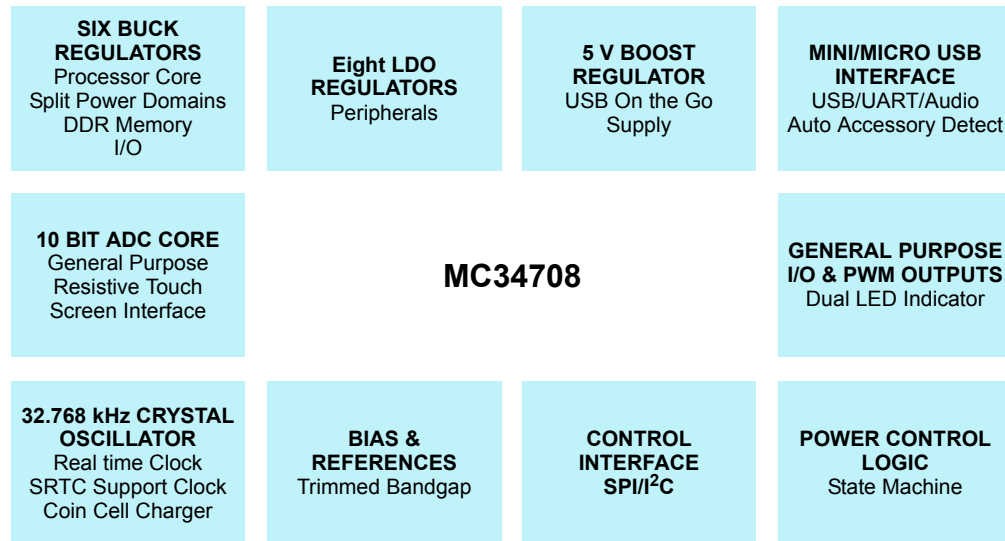 SIX BUCK
REGULATORS
Processor Core
Split Power Domains
DDR Memory
I/O
Eight LDO
REGULATORS
Peripherals
5 V BOOST
REGULATOR
USB On the Go
Supply
MINI/MICRO USB
INTERFACE
USB/UART/Audio
Auto Accessory Detect
10 BIT ADC CORE
General Purpose
Resistive Touch
Screen Interface
MC34708
GENERAL PURPOSE
I/O & PWM OUTPUTS
Dual LED Indicator
32.768 kHz CRYSTAL
OSCILLATOR
Real time Clock
SRTC Support Clock
Coin Cell Charger
BIAS &
REFERENCES
Trimmed Bandgap
CONTROL
INTERFACE
SPI/I²C
POWER CONTROL
LOGIC
State Machine